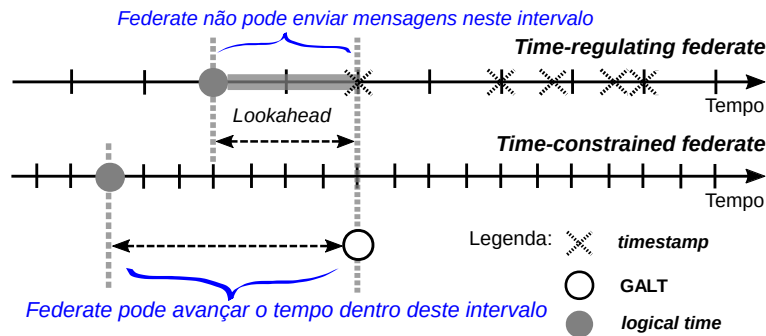 Federate não pode enviar mensagens neste intervalo
Time-regulating federate
Tempo
Lookahead
Time-constrained federate
Tempo
Legenda:
timestamp
GALT
Federate pode avançar o tempo dentro deste intervalo
logical time